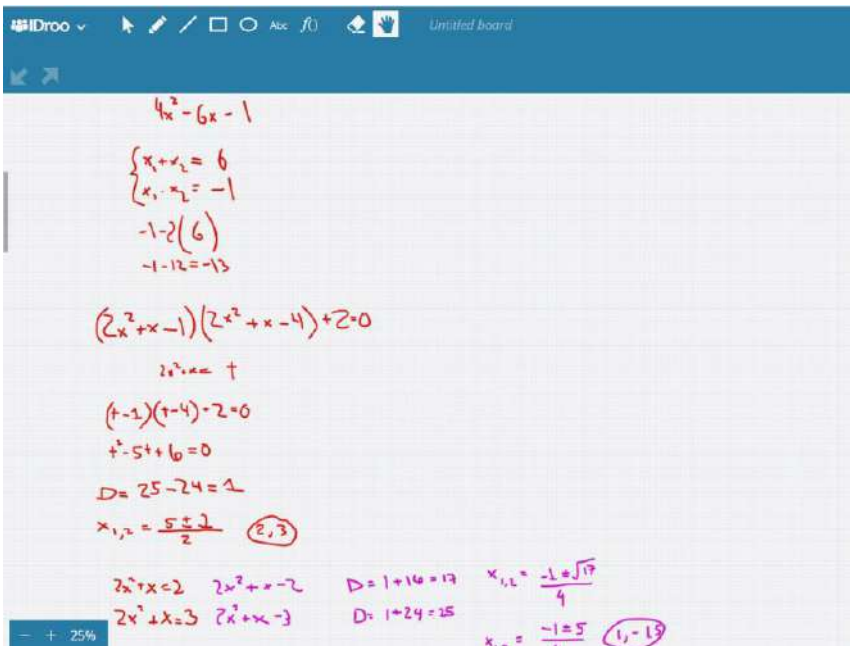 IDroo Abc f() Untitled board
4x² - 6x - 1
x₁ + x₂ = 6
x₁ · x₂ = -1
-1-2(6)
-1-12=-13
(2x²+x-1)(2x²+x-4)+2=0
2x²+x= t
(t-1)(t-4)-2=0
t²-5t+6=0
D= 25-24=1
x₁,₂ = (5±1)/2 (2,3)
2x²+x=2 2x²+x-2 D=1+16=17 x₁,₂ = (-1±√17)/4
2x²+x=3 2x²+x-3 D= 1+24=25
- + 25% = -1±5 (1,-1,5)